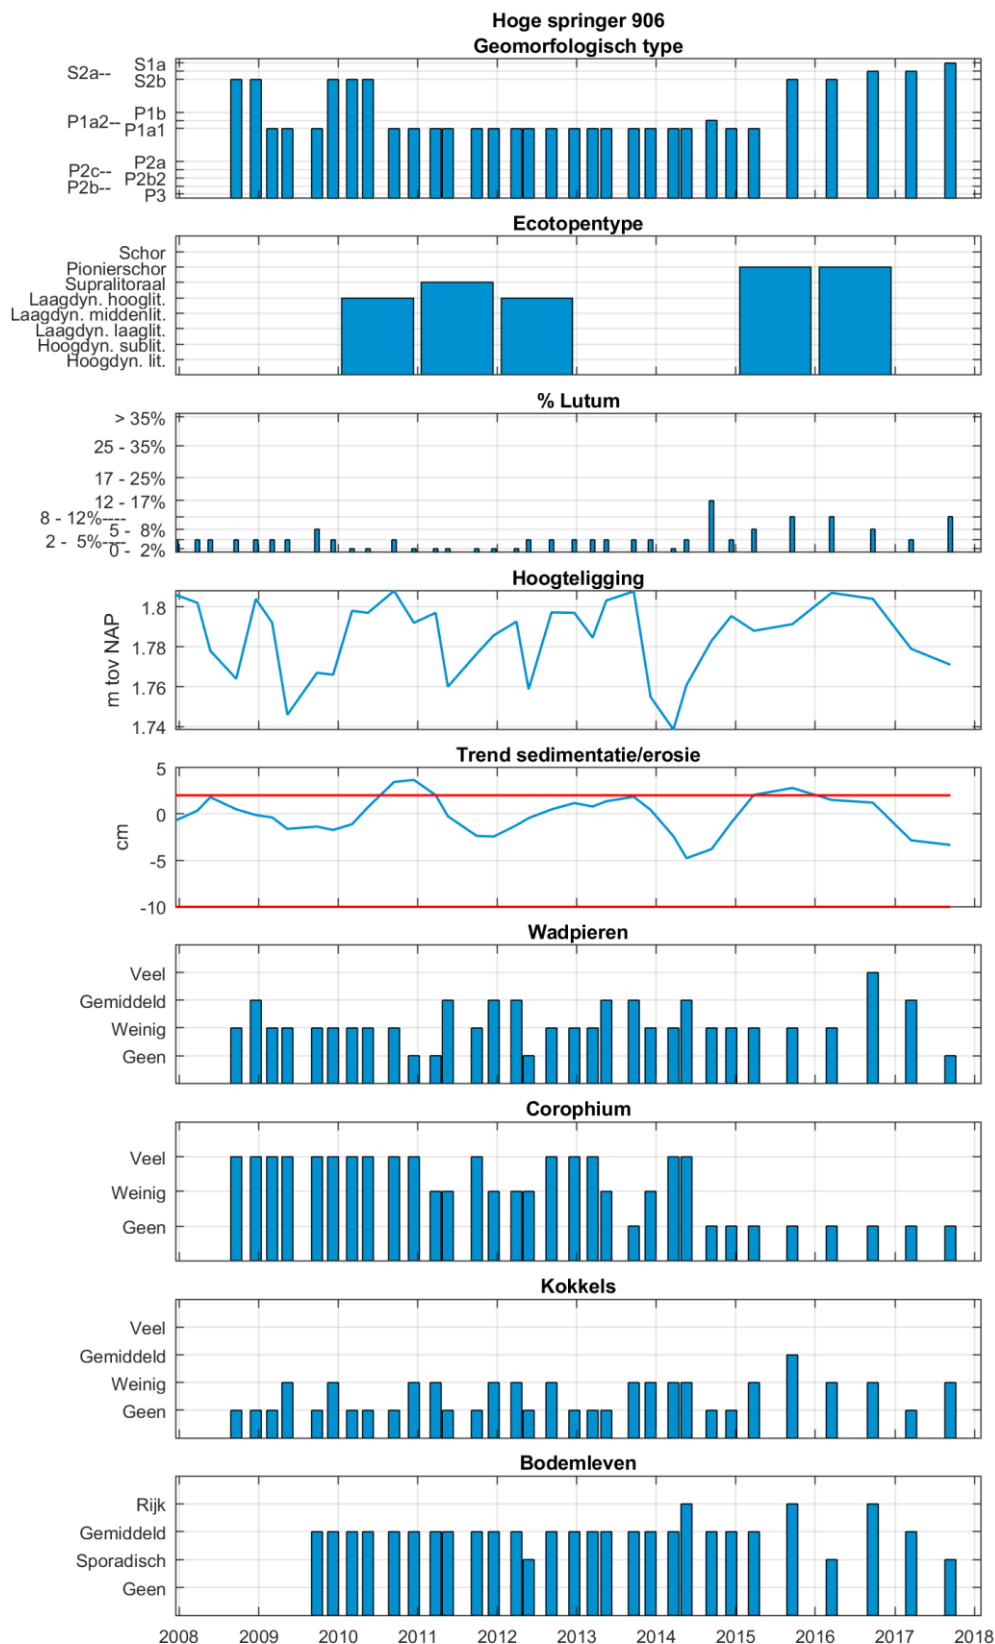 Hoge springer 906
Geomorfologisch type
S1a
S2a--
S2b
P1b
P1a2--
P1a1
P2a
P2c--
P2b2
P2b--
P3
Ecotopentype
Schor
Pionierschor
Supralitoraal
Laagdyn. hooglit.
Laagdyn. middenlit.
Laagdyn. laaglit.
Hoogdyn. sublit.
Hoogdyn. lit.
% Lutum
> 35%
25 - 35%
17 - 25%
12 - 17%
8 - 12%----
5 - 8%
2 - 5%----
0 - 2%
Hoogteligging
1.8
1.78
1.76
1.74
m tov NAP
Trend sedimentatie/erosie
5
0
-5
-10
cm
Wadpieren
Veel
Gemiddeld
Weinig
Geen
Corophium
Veel
Weinig
Geen
Kokkels
Veel
Gemiddeld
Weinig
Geen
Bodemleven
Rijk
Gemiddeld
Sporadisch
Geen
2008 2009 2010 2011 2012 2013 2014 2015 2016 2017 2018